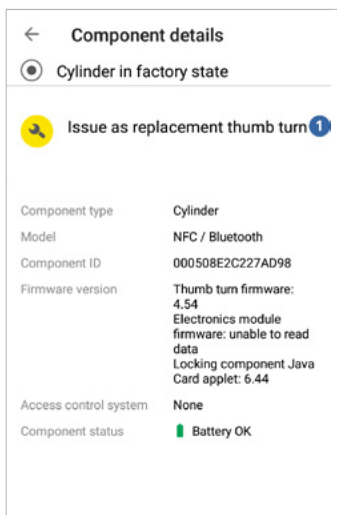 Component details
Cylinder in factory state
Issue as replacement thumb turn 1
Component type Cylinder
Model NFC / Bluetooth
Component ID 000508E2C227AD98
Firmware version Thumb turn firmware:
4.54
Electronics module
firmware: unable to read
data
Locking component Java
Card applet: 6.44
Access control system None
Component status Battery OK